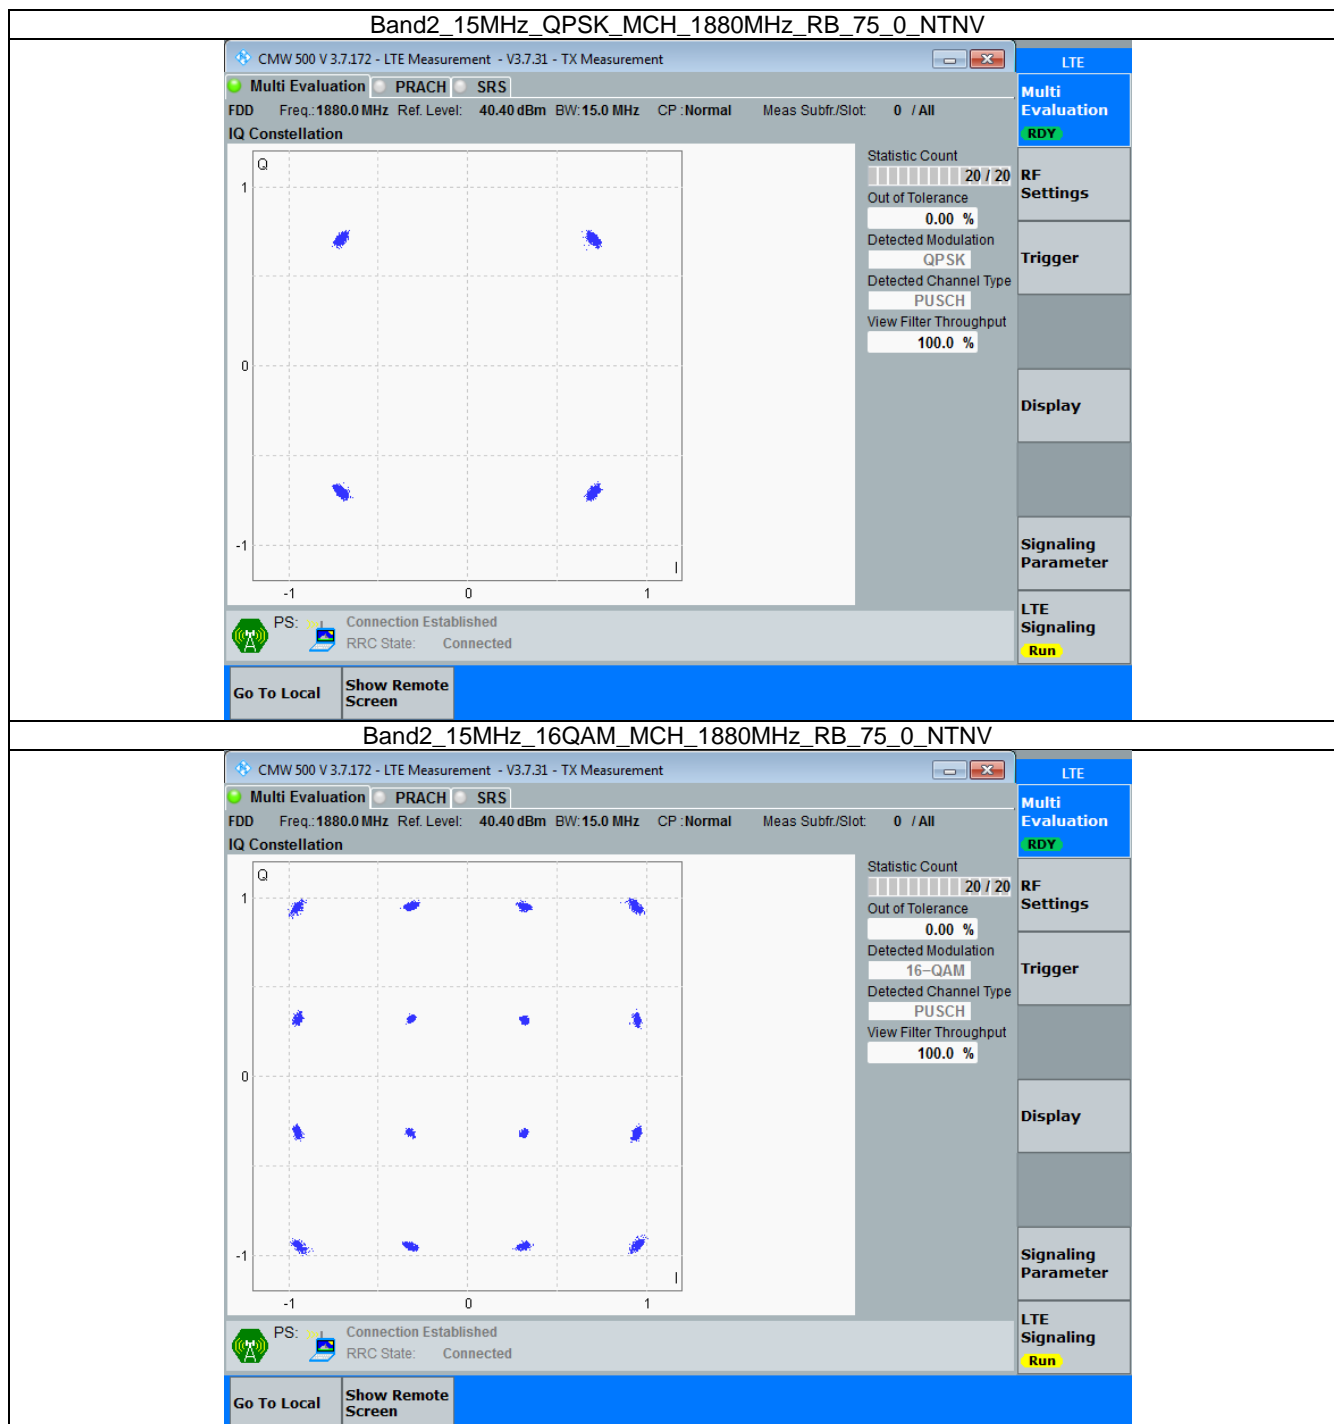 Band2_15MHz_QPSK_MCH_1880MHz_RB_75_0_NTNV
CMW 500 V 3.7.172 - LTE Measurement - V3.7.31 - TX Measurement
LTE
Multi Evaluation PRACH SRS
Multi
Evaluation
RDY
FDD Freq.:1880.0 MHz Ref. Level: 40.40 dBm BW:15.0 MHz CP :Normal Meas Subfr./Slot: 0 / All
IQ Constellation
Q
1
0
-1
I
-1 0 1
Statistic Count
20 / 20
Out of Tolerance
0.00 %
Detected Modulation
QPSK
Detected Channel Type
PUSCH
View Filter Throughput
100.0 %
RF
Settings
Trigger
Display
Signaling
Parameter
LTE
Signaling
Run
PS: Connection Established
RRC State: Connected
Go To Local
Show Remote
Screen
Band2_15MHz_16QAM_MCH_1880MHz_RB_75_0_NTNV
CMW 500 V 3.7.172 - LTE Measurement - V3.7.31 - TX Measurement
LTE
Multi Evaluation PRACH SRS
Multi
Evaluation
RDY
FDD Freq.:1880.0 MHz Ref. Level: 40.40 dBm BW:15.0 MHz CP :Normal Meas Subfr./Slot: 0 / All
IQ Constellation
Q
1
0
-1
I
-1 0 1
Statistic Count
20 / 20
Out of Tolerance
0.00 %
Detected Modulation
16-QAM
Detected Channel Type
PUSCH
View Filter Throughput
100.0 %
RF
Settings
Trigger
Display
Signaling
Parameter
LTE
Signaling
Run
PS: Connection Established
RRC State: Connected
Go To Local
Show Remote
Screen